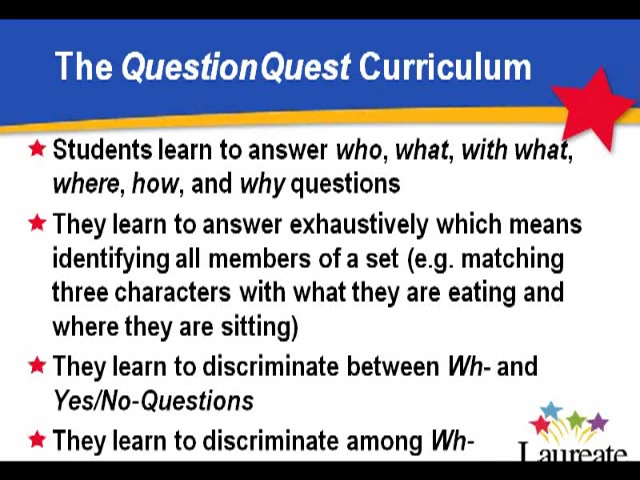 The QuestionQuest Curriculum
Students learn to answer who, what, with what,
where, how, and why questions
They learn to answer exhaustively which means
identifying all members of a set (e.g. matching
three characters with what they are eating and
where they are sitting)
They learn to discriminate between Wh- and
Yes/No-Questions
They learn to discriminate among Wh-
Laureate